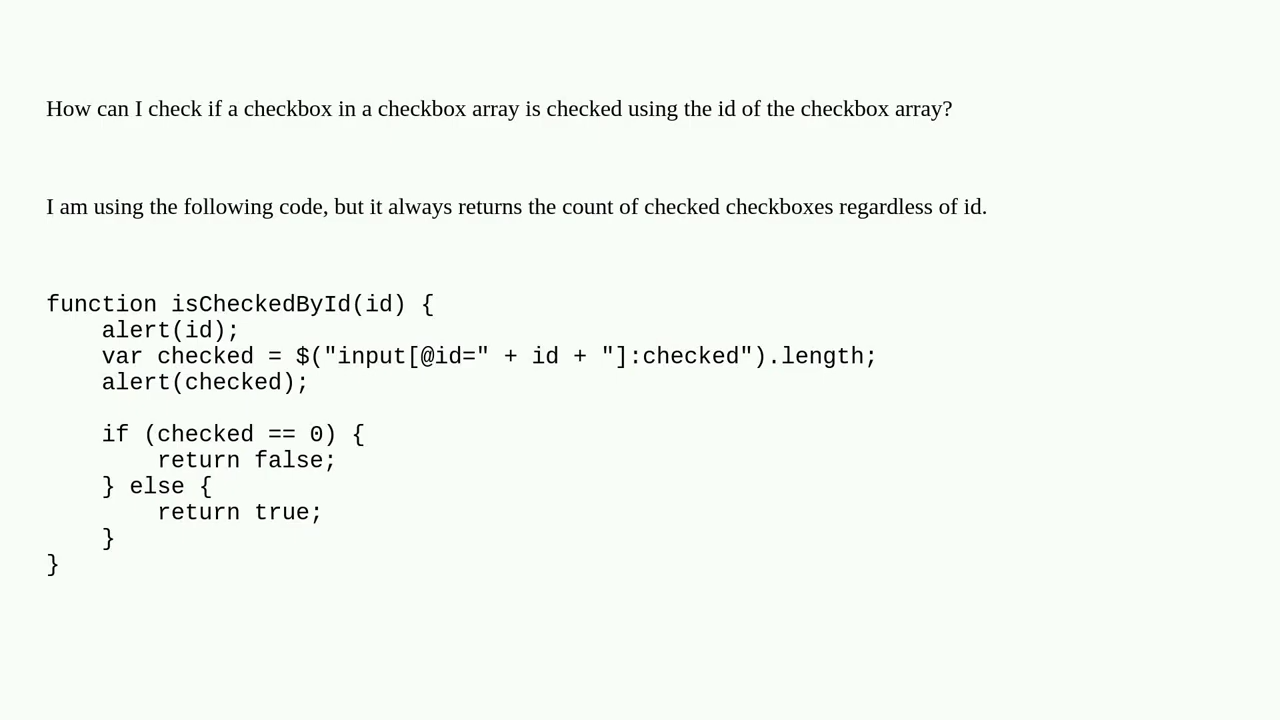 How can I check if a checkbox in a checkbox array is checked using the id of the checkbox array?
I am using the following code, but it always returns the count of checked checkboxes regardless of id.
function isCheckedById(id) {
    alert(id);
    var checked = $("input[@id=" + id + "]:checked").length;
    alert(checked);

    if (checked == 0) {
        return false;
    } else {
        return true;
    }
}